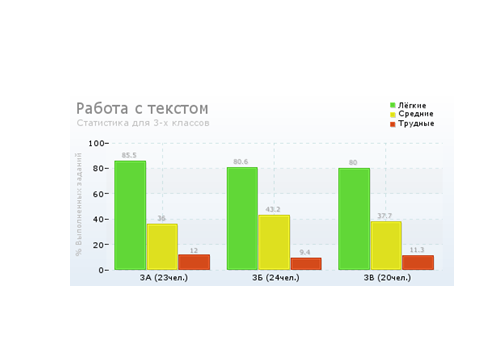 Работа с текстом
Статистика для 3-х классов
Лёгкие
Средние
Трудные
% Выполненных заданий
100
80
60
40
20
0
85.5
36
12
80.6
43.2
9.4
80
37.7
11.3
3А (23чел.)
3Б (24чел.)
3В (20чел.)